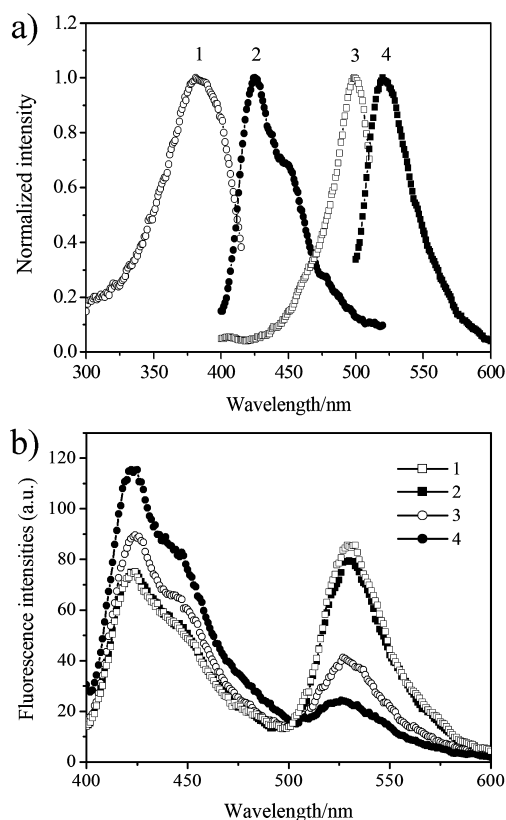 a)
1 2 3 4
1.2
1.0
0.8
0.6
0.4
0.2
0.0
Normalized intensity
300 350 400 450 500 550 600
Wavelength/nm
b)
120
100
80
60
40
20
0
Fluorescence intensities (a.u.)
1
2
3
4
400 450 500 550 600
Wavelength/nm